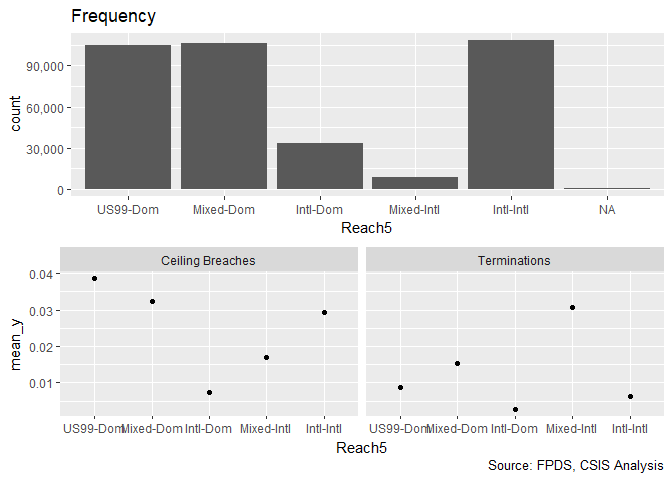 Frequency
count
90,000
60,000
30,000
0
US99-Dom Mixed-Dom Intl-Dom Mixed-Intl Intl-Intl NA
Reach5
Ceiling Breaches Terminations
mean_y
0.04
0.03
0.02
0.01
US99-Dom Mixed-Dom Intl-Dom Mixed-Intl Intl-Intl US99-Dom Mixed-Dom Intl-Dom Mixed-Intl Intl-Intl
Reach5
Source: FPDS, CSIS Analysis